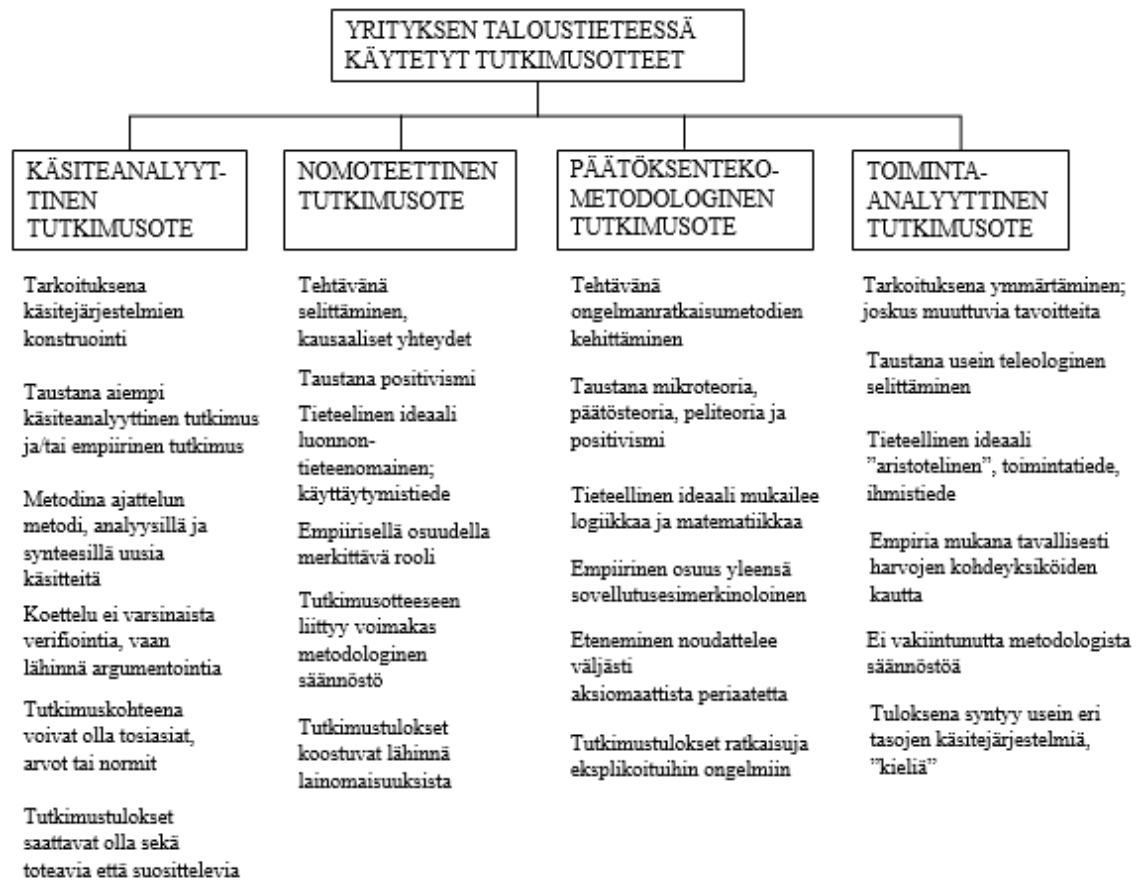 YRITYKSEN TALOUSTIETEESSÄ
KÄYTETYT TUTKIMUSOTTEET
KÄSITEANALYYT-
TINEN
TUTKIMUSOTE
Tarkoituksena
käsitejärjestelmien
konstruointi
Taustana aiempi
käsiteanalyyttinen tutkimus
ja/tai empiirinen tutkimus
Metodina ajattelun
metodi, analyysillä ja
synteesillä uusia
käsitteitä
Koettelu ei varsinaista
verifiointia, vaan
lähinnä argumentointia
Tutkimuskohteena
voivat olla tosiasiat,
arvot tai normit
Tutkimustulokset
saattavat olla sekä
toteavia että suosittelevia
NOMOTEETTINEN
TUTKIMUSOTE
Tehtävänä
selittäminen,
kausaaliset yhteydet
Taustana positivismi
Tieteelinen ideaali
luonnon-
tieteenomainen;
käyttäytymistiede
Empiirisellä osuudella
merkittävä rooli
Tutkimusotteeseen
liittyy voimakas
metodologinen
säännöstö
Tutkimustulokset
koostuvat lähinnä
lainomaisuuksista
PÄÄTÖKSENTEKO-
METODOLOGINEN
TUTKIMUSOTE
Tehtävänä
ongelmanratkaisumetodien
kehittäminen
Taustana mikroteoria,
päätösteoria, peliteoria ja
positivismi
Tieteellinen ideaali mukailee
logiikkaa ja matematiikkaa
Empiirinen osuus yleensä
sovellutusesimerkinoloinen
Eteneminen noudattelee
väljästi
aksiomaattista periaatetta
Tutkimustulokset ratkaisuja
eksplikoituihin ongelmiin
TOIMINTA-
ANALYYTTINEN
TUTKIMUSOTE
Tarkoituksena ymmärtäminen;
joskus muuttuvia tavoitteita
Taustana usein teleologinen
selittäminen
Tieteellinen ideaali
”aristotelinen”, toimintatiede,
ihmistiede
Empiria mukana tavallisesti
harvojen kohdeyksiköiden
kautta
Ei vakiintunutta metodologista
säännöstöä
Tuloksena syntyy usein eri
tasojen käsitejärjestelmiä,
”kieliä”